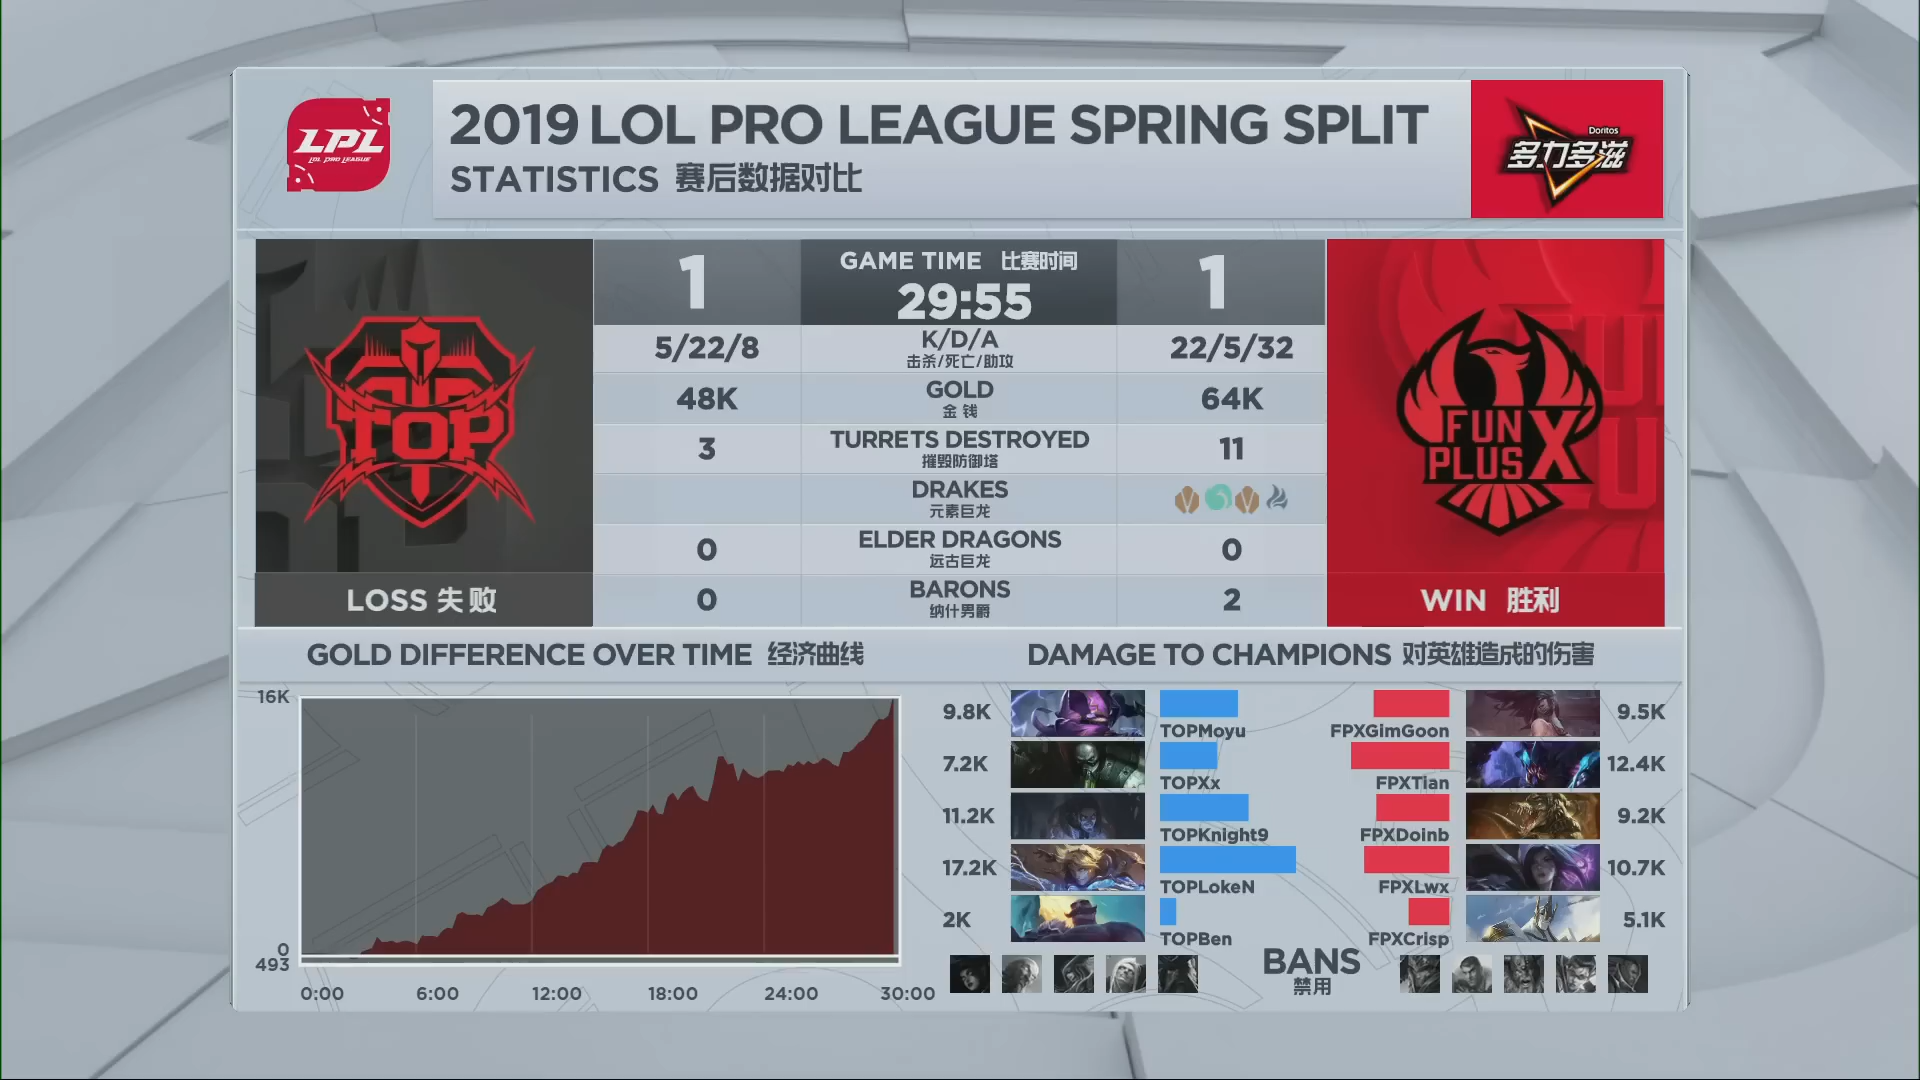 LPL
LOL PRO LEAGUE
2019 LOL PRO LEAGUE SPRING SPLIT
STATISTICS 赛后数据对比
Doritos
多力多滋
TOP
LOSS 失败
1
GAME TIME 比赛时间
29:55
1
5/22/8
K/D/A
击杀/死亡/助攻
22/5/32
48K
GOLD
金 钱
64K
3
TURRETS DESTROYED
摧毁防御塔
11
DRAKES
元素巨龙
0
ELDER DRAGONS
远古巨龙
0
0
BARONS
纳什男爵
2
FUN
PLUS X
WIN 胜利
GOLD DIFFERENCE OVER TIME 经济曲线
16K
0
493
0:00 6:00 12:00 18:00 24:00 30:00
DAMAGE TO CHAMPIONS 对英雄造成的伤害
9.8K
TOPMoyu
FPXGimGoon
9.5K
7.2K
TOPXx
FPXTian
12.4K
11.2K
TOPKnight9
FPXDoinb
9.2K
17.2K
TOPLokeN
FPXLwx
10.7K
2K
TOPBen
FPXCrisp
5.1K
BANS
禁用